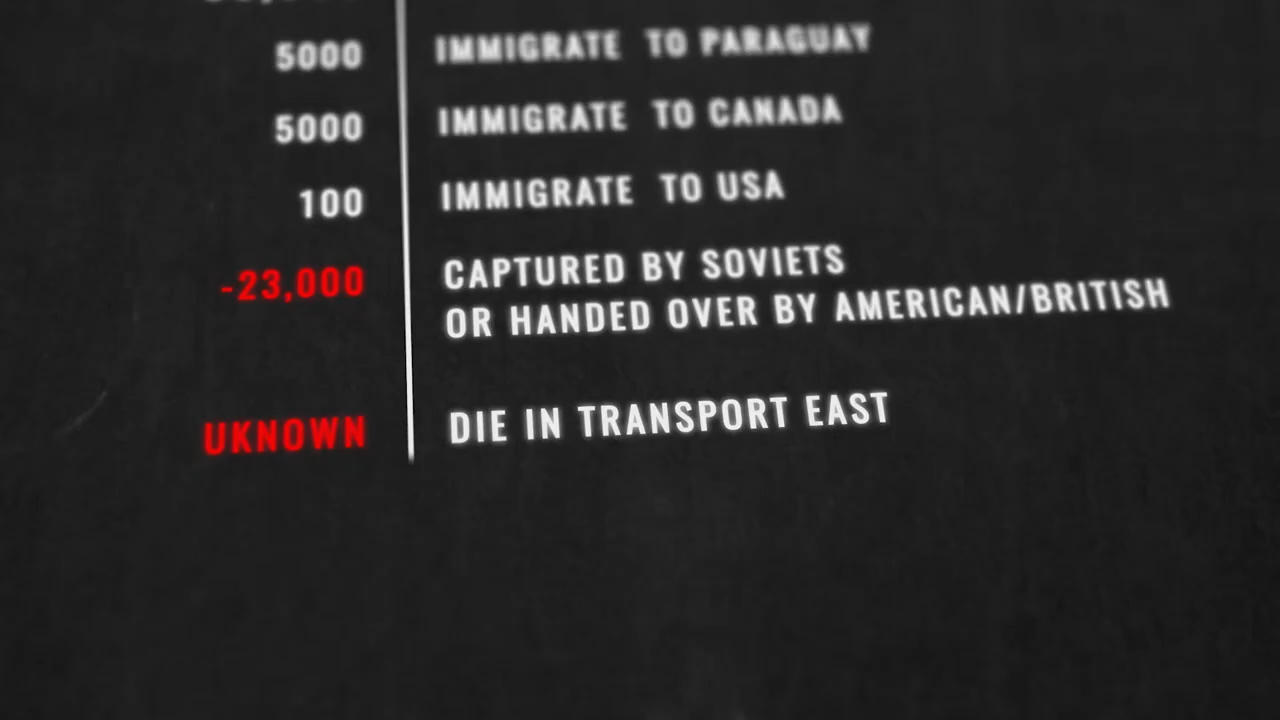 5000 IMMIGRATE TO PARAGUAY
5000 IMMIGRATE TO CANADA
100 IMMIGRATE TO USA
-23,000 CAPTURED BY SOVIETS
OR HANDED OVER BY AMERICAN/BRITISH
UKNOWN DIE IN TRANSPORT EAST